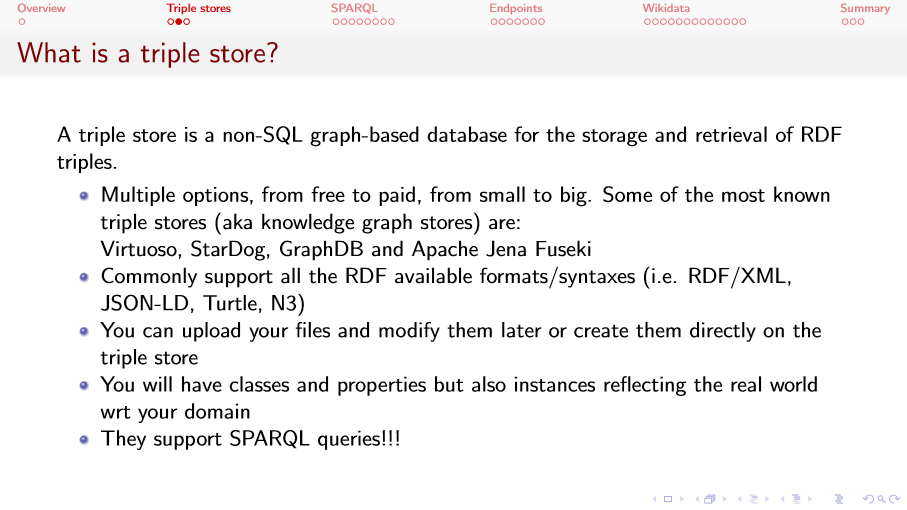 Overview Triple stores SPARQL Endpoints Wikidata Summary
What is a triple store?
A triple store is a non-SQL graph-based database for the storage and retrieval of RDF
triples.
Multiple options, from free to paid, from small to big. Some of the most known
triple stores (aka knowledge graph stores) are:
Virtuoso, StarDog, GraphDB and Apache Jena Fuseki
Commonly support all the RDF available formats/syntaxes (i.e. RDF/XML,
JSON-LD, Turtle, N3)
You can upload your files and modify them later or create them directly on the
triple store
You will have classes and properties but also instances reflecting the real world
wrt your domain
They support SPARQL queries!!!